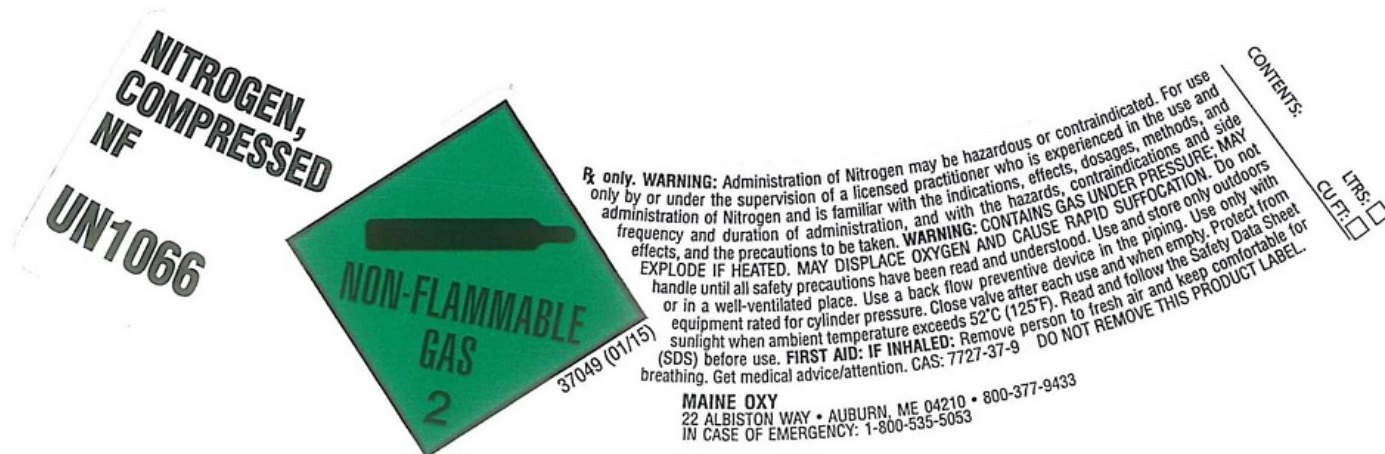 NITROGEN,
COMPRESSED
NF
UN1066
NON-FLAMMABLE
GAS
2
37049 (01/15)
Rx only. WARNING: Administration of Nitrogen may be hazardous or contraindicated. For use
only by or under the supervision of a licensed practitioner who is experienced in the use and
administration of Nitrogen and is familiar with the indications, effects, dosages, methods, and
frequency and duration of administration, and with the hazards, contraindications and side
effects, and the precautions to be taken. WARNING: CONTAINS GAS UNDER PRESSURE; MAY
EXPLODE IF HEATED. MAY DISPLACE OXYGEN AND CAUSE RAPID SUFFOCATION. Do not
handle until all safety precautions have been read and understood. Use and store only outdoors
or in a well-ventilated place. Use a back flow preventive device in the piping. Use only with
equipment rated for cylinder pressure. Close valve after each use and when empty. Protect from
sunlight when ambient temperature exceeds 52°C (125°F). Read and follow the Safety Data Sheet
(SDS) before use. FIRST AID: IF INHALED: Remove person to fresh air and keep comfortable for
breathing. Get medical advice/attention. CAS: 7727-37-9 DO NOT REMOVE THIS PRODUCT LABEL.
MAINE OXY
22 ALBISTON WAY • AUBURN, ME 04210 • 800-377-9433
IN CASE OF EMERGENCY: 1-800-535-5053
CONTENTS:
LTRS:
CU FT: